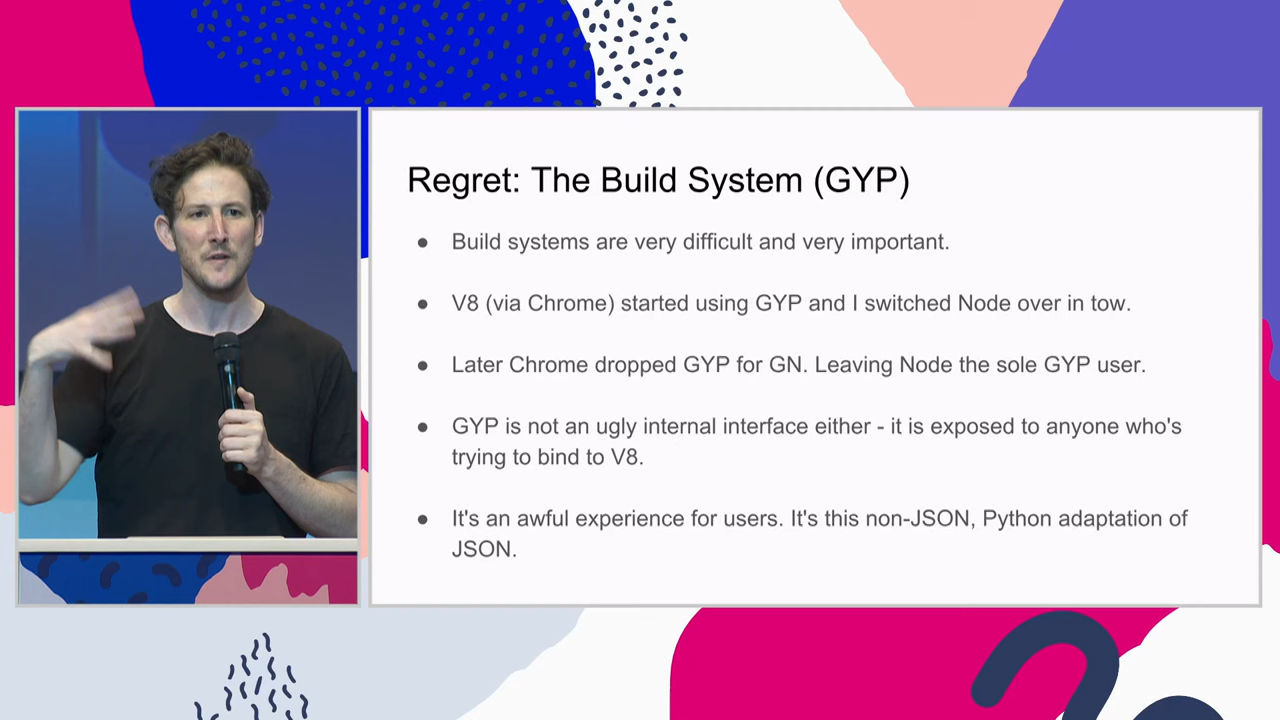 Regret: The Build System (GYP)
● Build systems are very difficult and very important.
● V8 (via Chrome) started using GYP and I switched Node over in tow.
● Later Chrome dropped GYP for GN. Leaving Node the sole GYP user.
● GYP is not an ugly internal interface either - it is exposed to anyone who's
trying to bind to V8.
● It's an awful experience for users. It's this non-JSON, Python adaptation of
JSON.